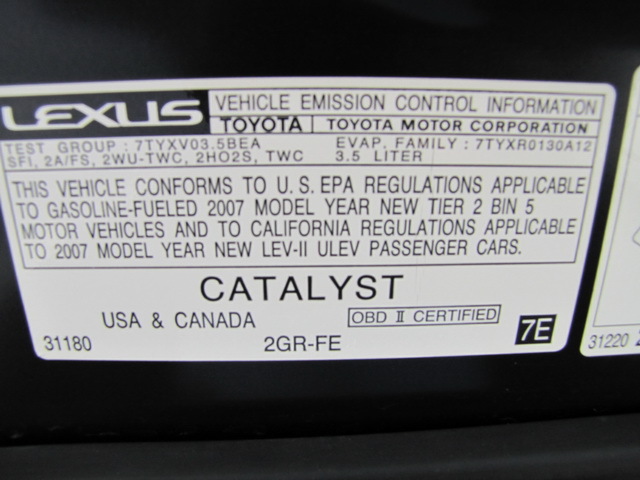 LEXUS VEHICLE EMISSION CONTROL INFORMATION
TOYOTA TOYOTA MOTOR CORPORATION
TEST GROUP : 7TYXV03.5BEA EVAP. FAMILY : 7TYXR0130A12
SFI, 2A/FS, 2WU-TWC, 2HO2S, TWC 3.5 LITER
THIS VEHICLE CONFORMS TO U.S. EPA REGULATIONS APPLICABLE
TO GASOLINE-FUELED 2007 MODEL YEAR NEW TIER 2 BIN 5
MOTOR VEHICLES AND TO CALIFORNIA REGULATIONS APPLICABLE
TO 2007 MODEL YEAR NEW LEV-II ULEV PASSENGER CARS.
CATALYST
USA & CANADA OBD II CERTIFIED
31180 2GR-FE 7E
31220